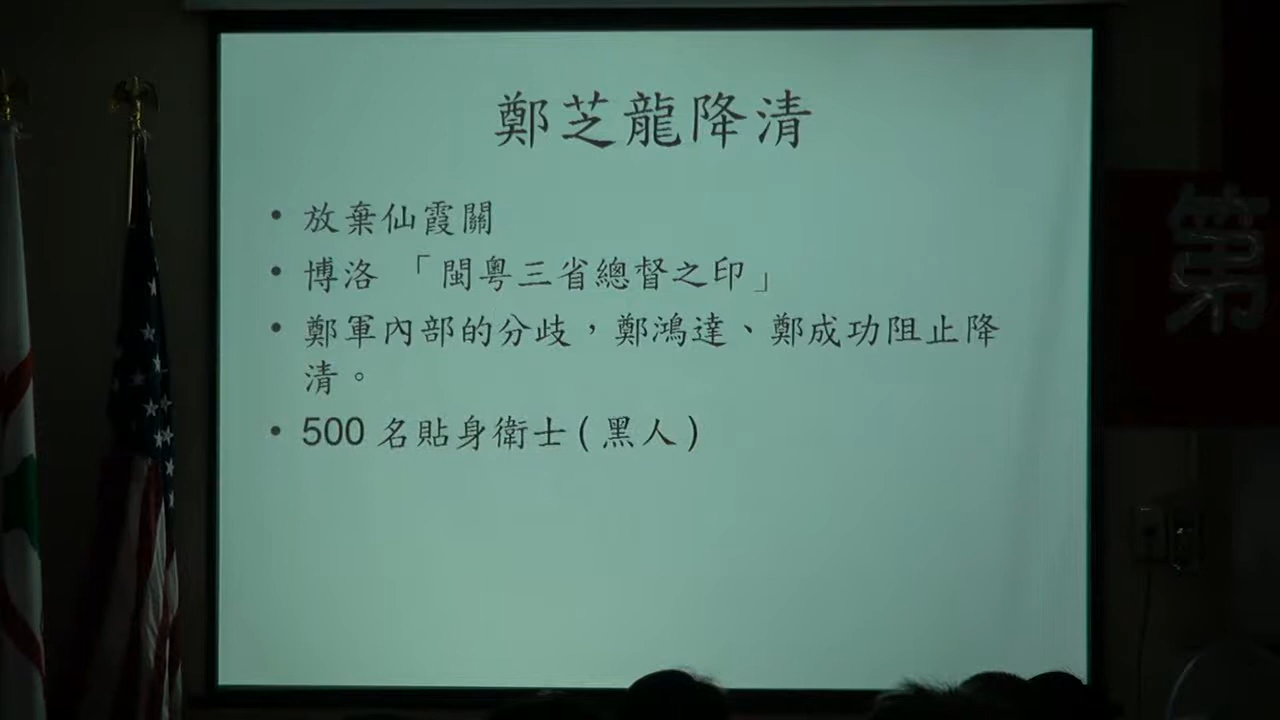 鄭芝龍降清
• 放棄仙霞關
• 博洛 「閩粵三省總督之印」
• 鄭軍內部的分歧，鄭鴻達、鄭成功阻止降
清。
• 500 名貼身衛士(黑人)
第